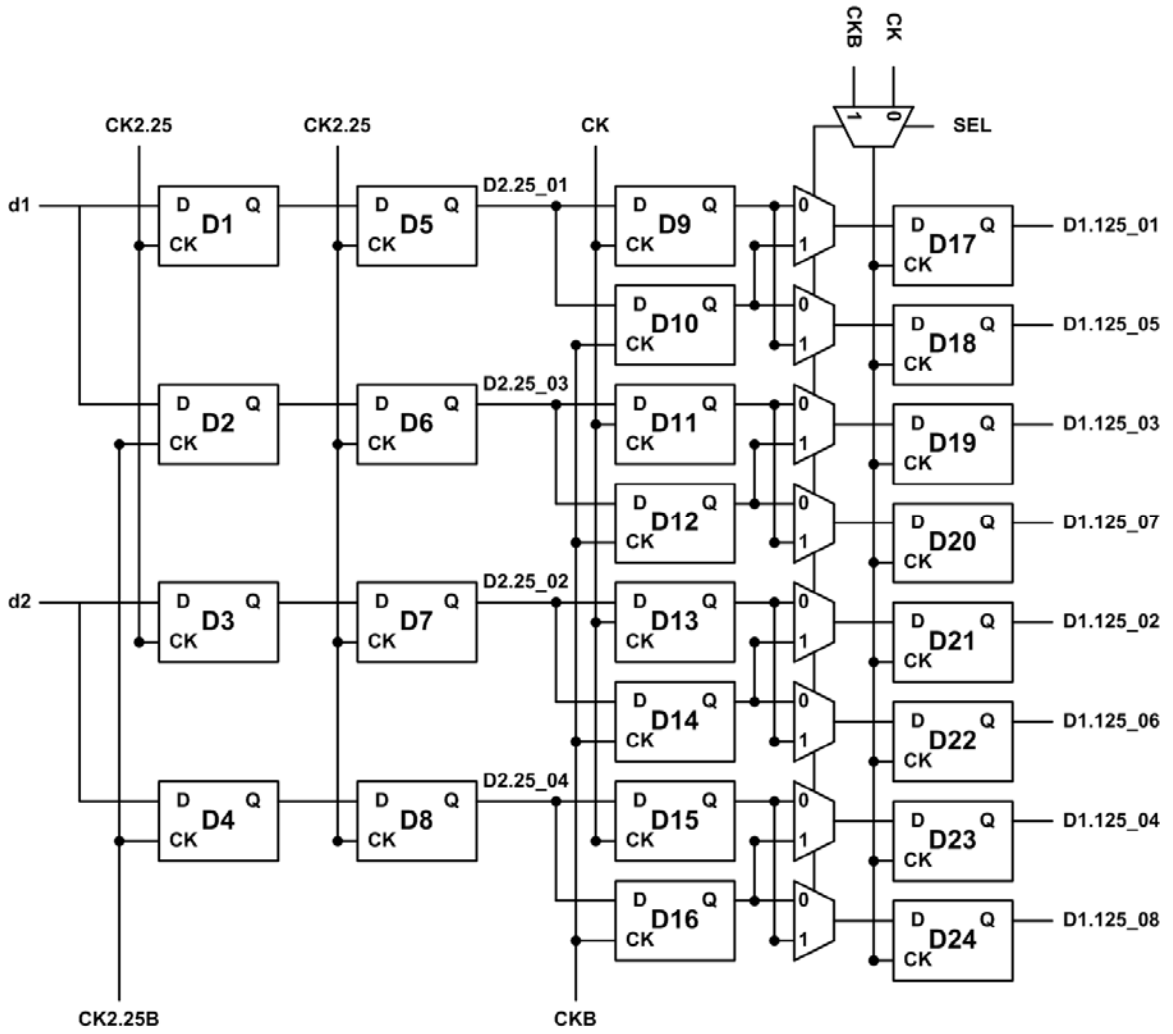 CKB
CK
1
0
SEL
CK2.25
CK2.25
CK
d1
D Q
D1
CK
D Q
D5
CK
D2.25_01
D Q
D9
CK
0
1
D Q
D17
CK
D1.125_01
D Q
D10
CK
0
1
D Q
D18
CK
D1.125_05
D Q
D2
CK
D Q
D6
CK
D2.25_03
D Q
D11
CK
0
1
D Q
D19
CK
D1.125_03
D Q
D12
CK
0
1
D Q
D20
CK
D1.125_07
d2
D Q
D3
CK
D Q
D7
CK
D2.25_02
D Q
D13
CK
0
1
D Q
D21
CK
D1.125_02
D Q
D14
CK
0
1
D Q
D22
CK
D1.125_06
D Q
D4
CK
D Q
D8
CK
D2.25_04
D Q
D15
CK
0
1
D Q
D23
CK
D1.125_04
D Q
D16
CK
0
1
D Q
D24
CK
D1.125_08
CK2.25B
CKB